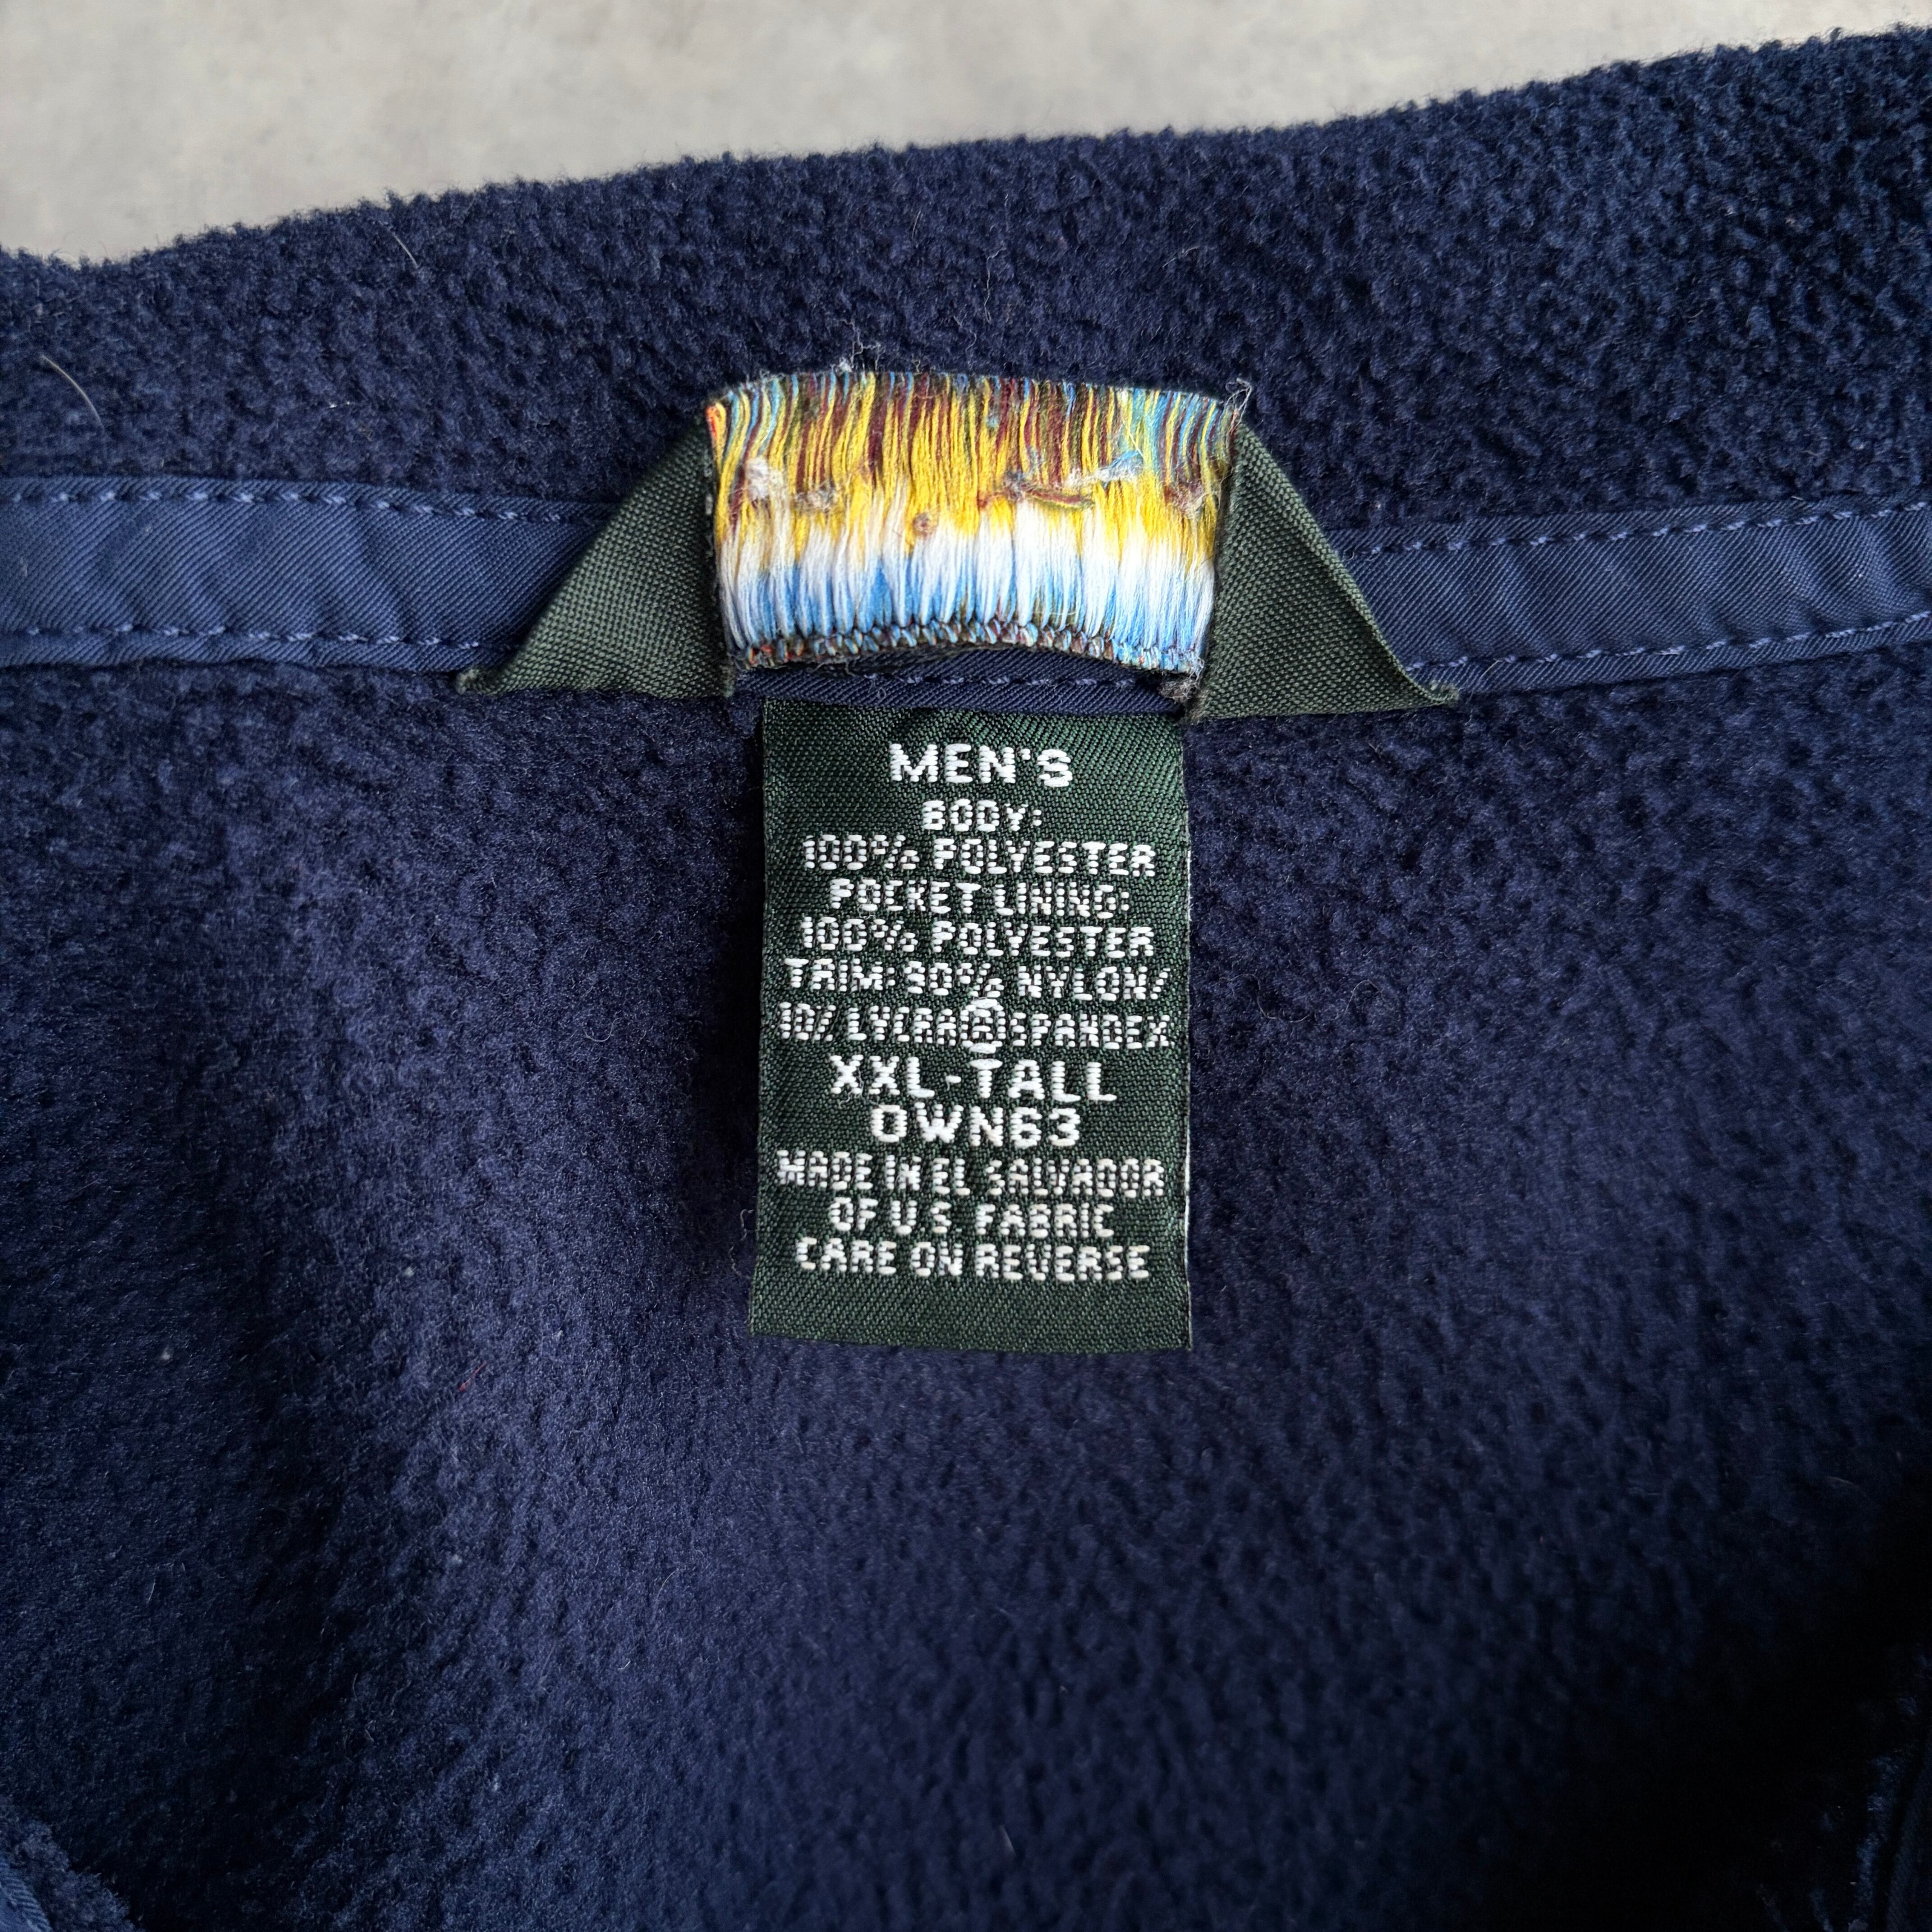 MEN'S
BODY:
100% POLYESTER
POCKET LINING:
100% POLYESTER
TRIM: 90% NYLON/
10% LYCRA®SPANDEX
XXL-TALL
0WN63
MADE IN EL SALVADOR
OF U.S. FABRIC
CARE ON REVERSE